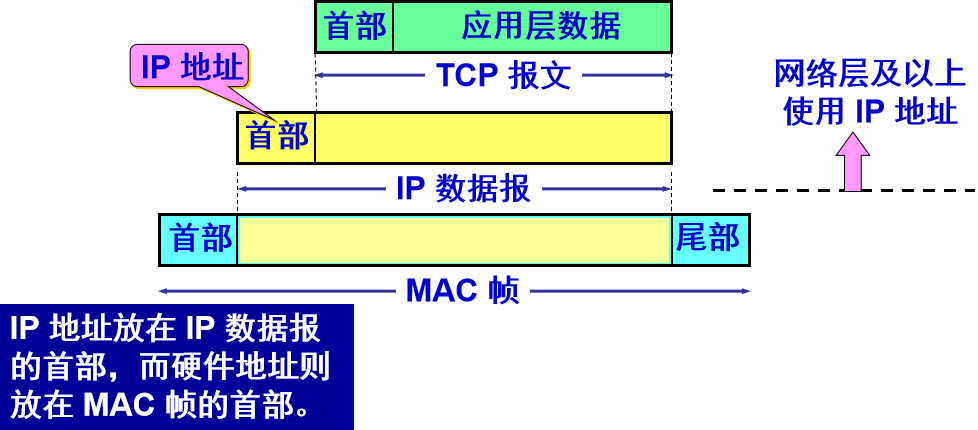 首部 应用层数据
IP 地址
TCP 报文
网络层及以上
使用 IP 地址
首部
IP 数据报
首部 尾部
MAC 帧
IP 地址放在 IP 数据报
的首部，而硬件地址则
放在 MAC 帧的首部。